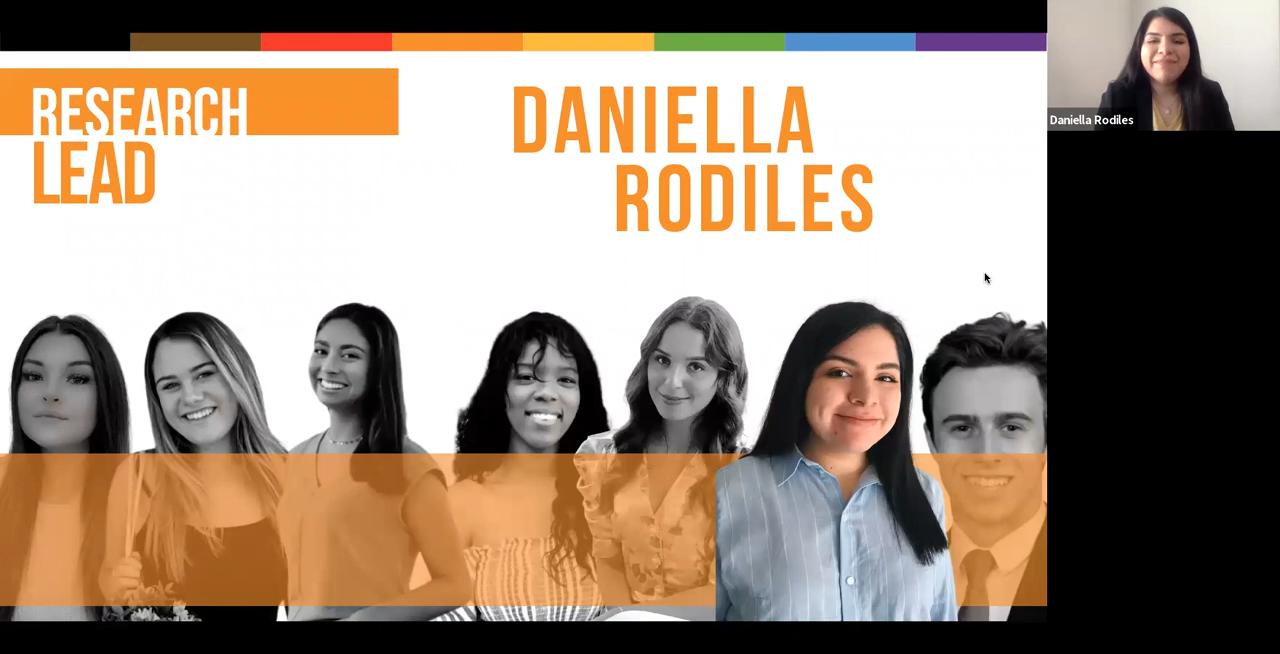 RESEARCH
LEAD
DANIELLA
RODILES
Daniella Rodiles